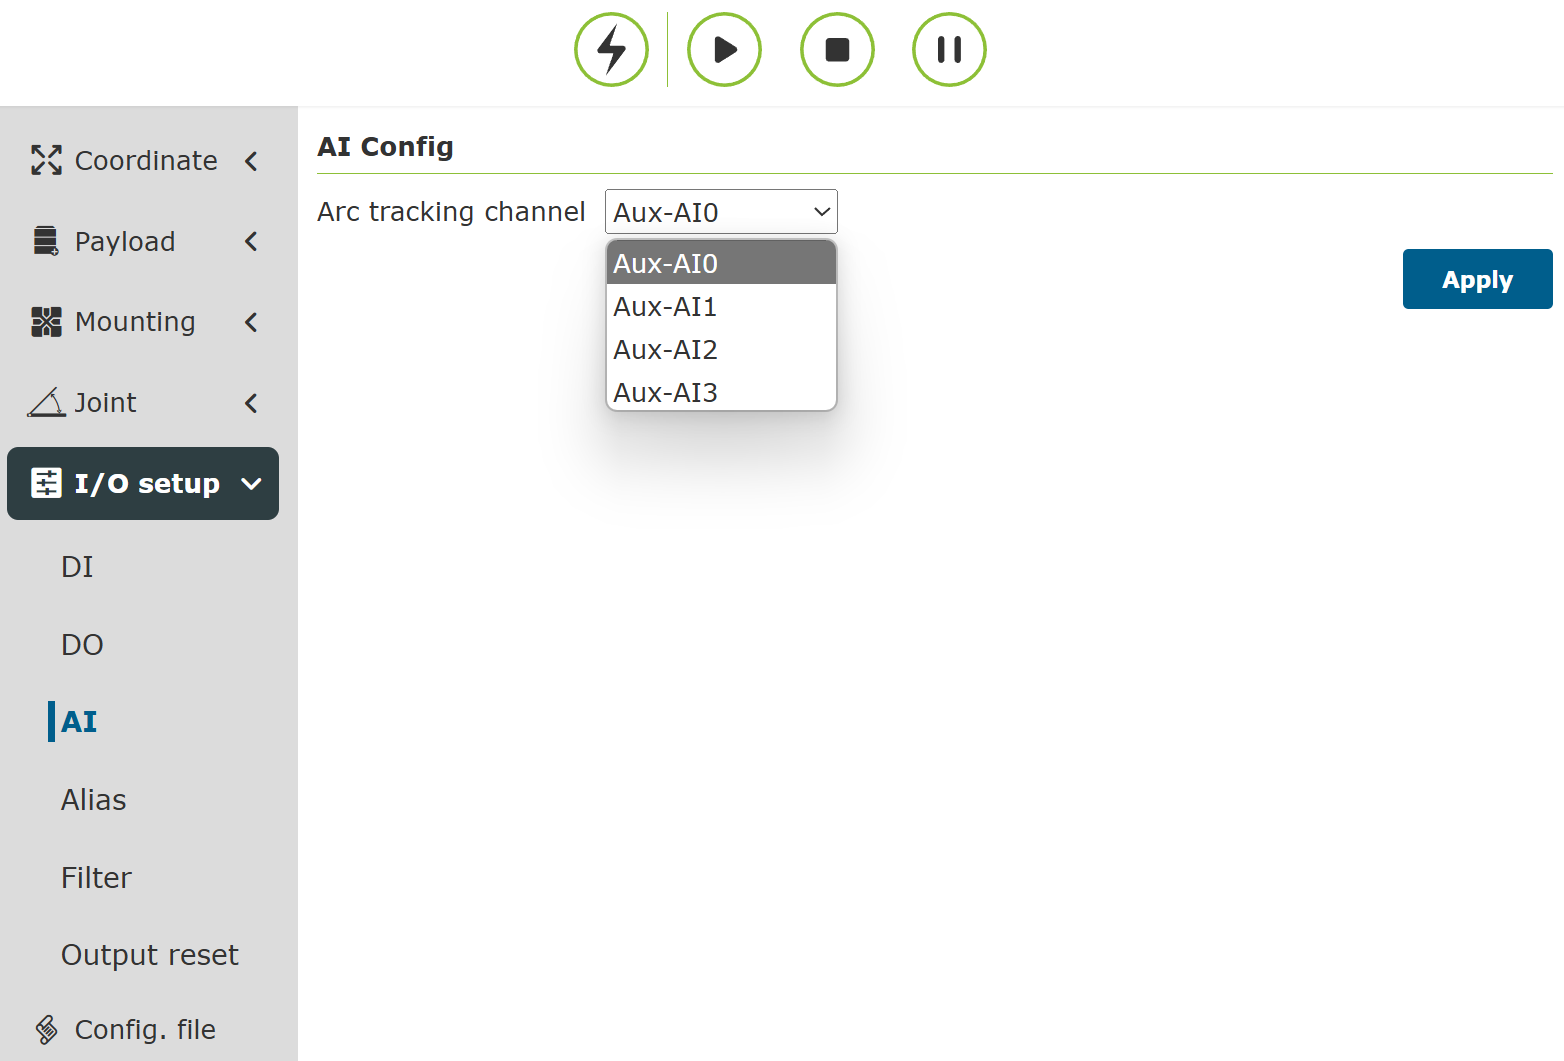 Coordinate
Payload
Mounting
Joint
I/O setup
DI
DO
AI
Alias
Filter
Output reset
Config. file
AI Config
Arc tracking channel
Aux-AI0
Aux-AI0
Aux-AI1
Aux-AI2
Aux-AI3
Apply